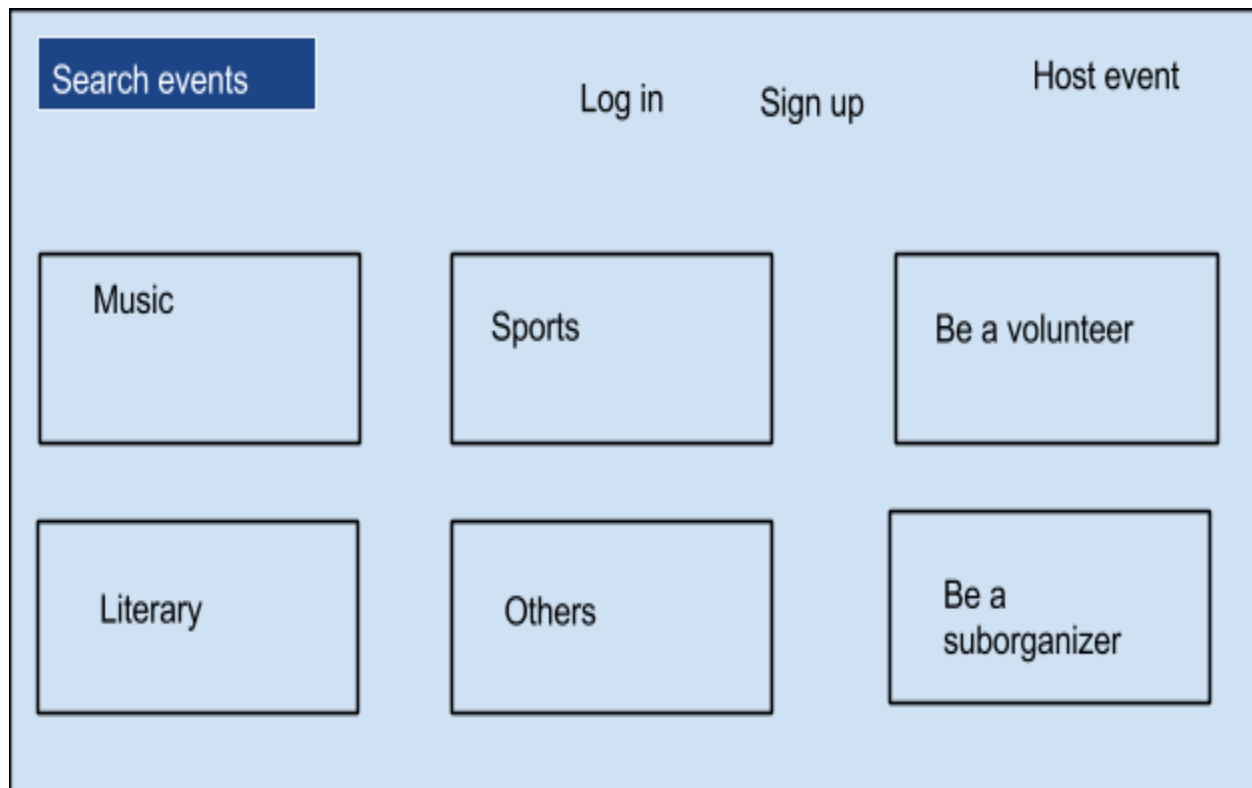 Search events
Log in
Sign up
Host event
Music
Sports
Be a volunteer
Literary
Others
Be a
suborganizer